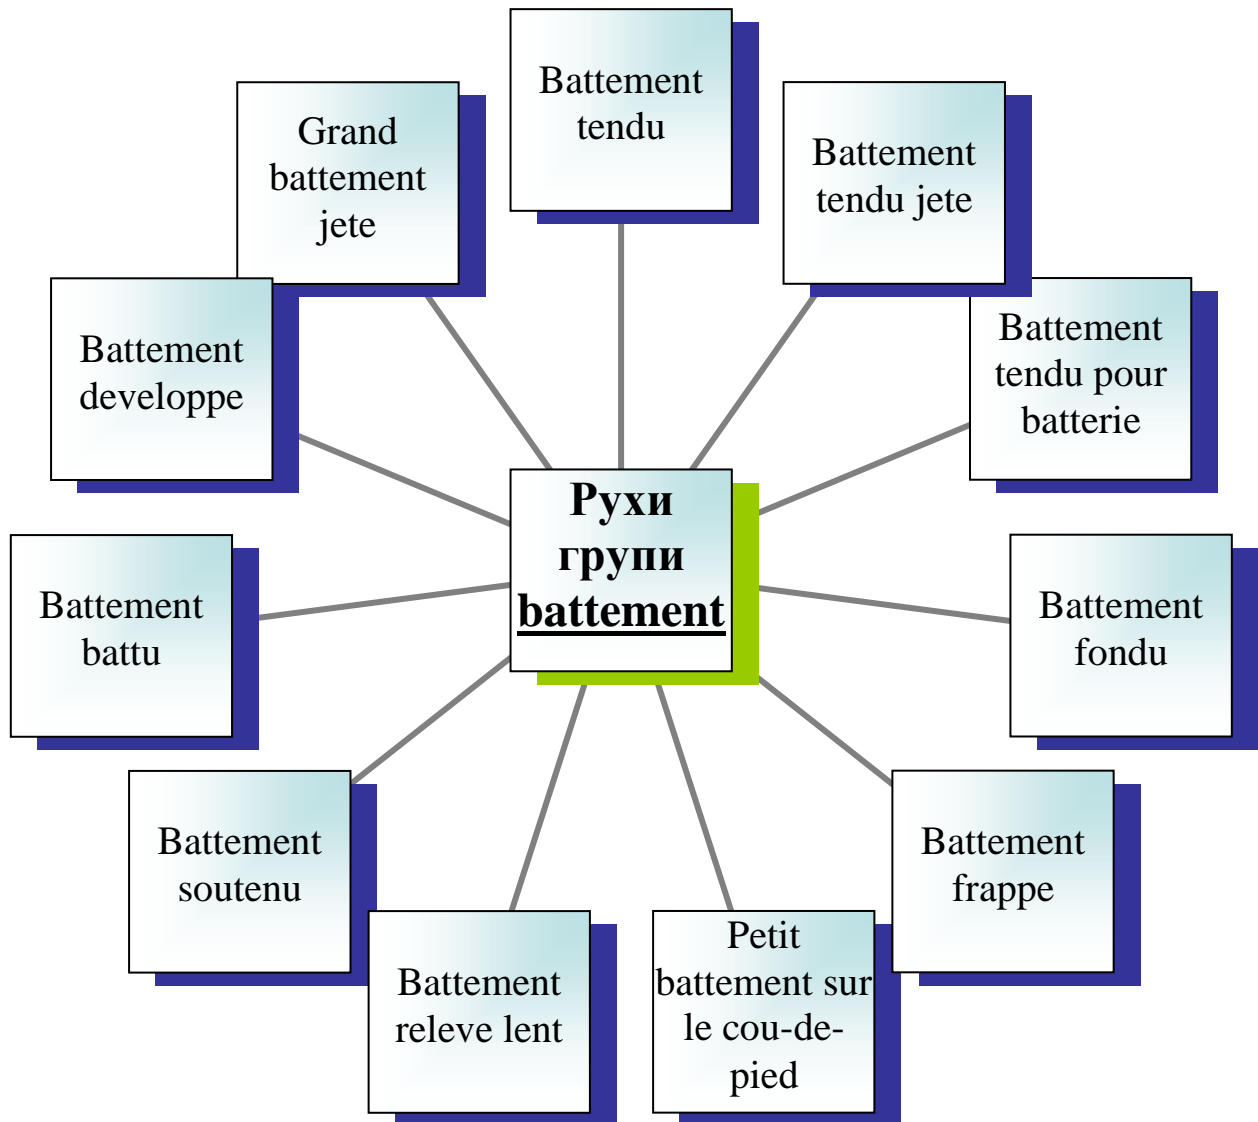 Battement
tendu
Battement
tendu jete
Battement
tendu pour
batterie
Battement
fondu
Battement
frappe
Petit
battement sur
le cou-de-
pied
Battement
releve lent
Battement
soutenu
Battement
battu
Battement
developpe
Grand
battement
jete
Рухи
групи
battement